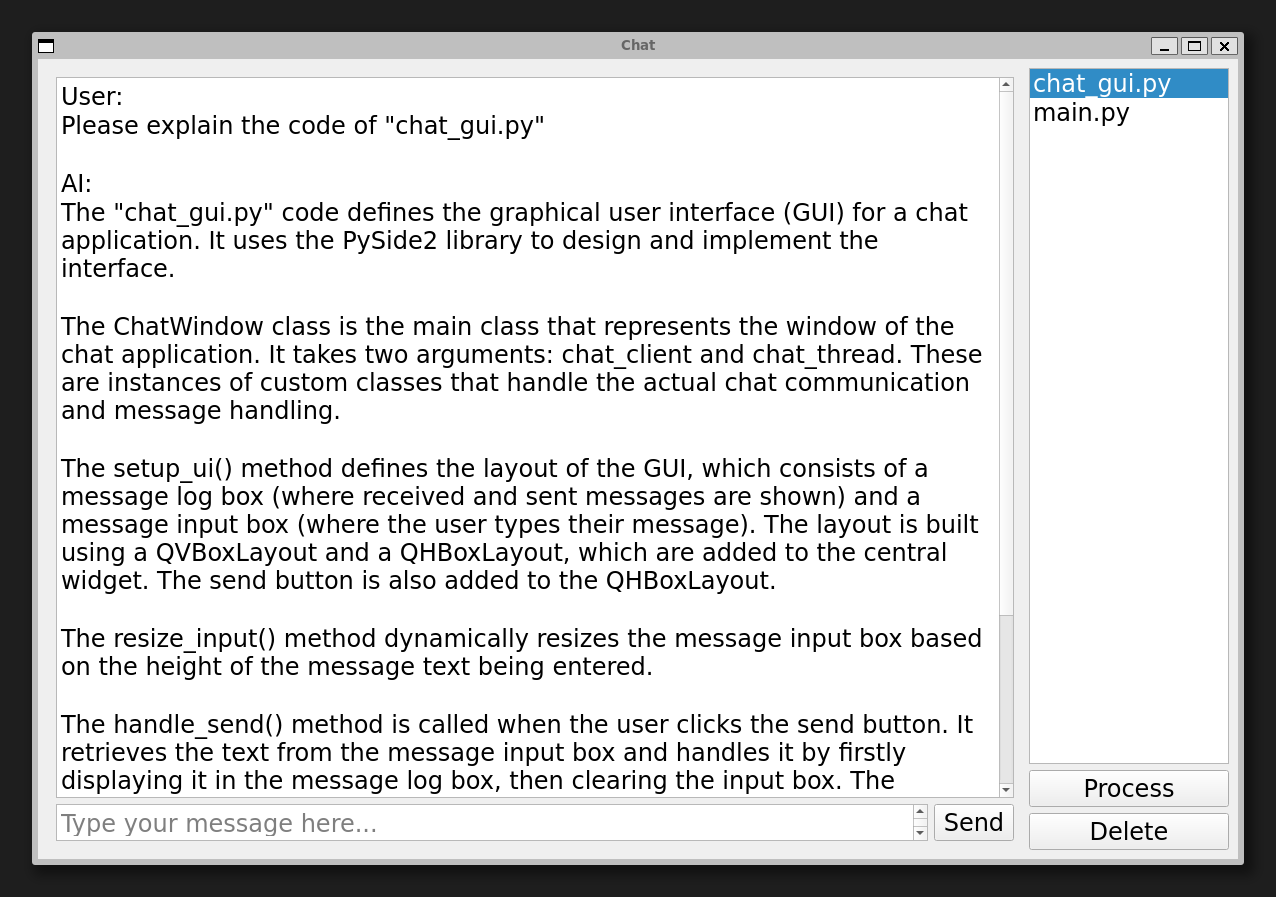 Chat
User:
Please explain the code of "chat_gui.py"
AI:
The "chat_gui.py" code defines the graphical user interface (GUI) for a chat
application. It uses the PySide2 library to design and implement the
interface.
The ChatWindow class is the main class that represents the window of the
chat application. It takes two arguments: chat_client and chat_thread. These
are instances of custom classes that handle the actual chat communication
and message handling.
The setup_ui() method defines the layout of the GUI, which consists of a
message log box (where received and sent messages are shown) and a
message input box (where the user types their message). The layout is built
using a QVBoxLayout and a QHBoxLayout, which are added to the central
widget. The send button is also added to the QHBoxLayout.
The resize_input() method dynamically resizes the message input box based
on the height of the message text being entered.
The handle_send() method is called when the user clicks the send button. It
retrieves the text from the message input box and handles it by firstly
displaying it in the message log box, then clearing the input box. The
Type your message here...
Send
chat_gui.py
main.py
Process
Delete